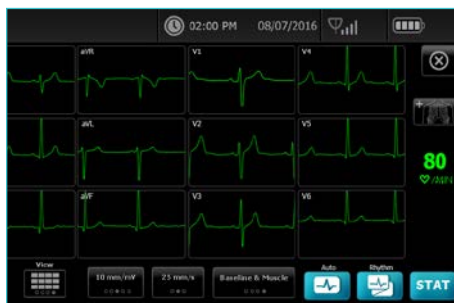 02:00 PM 08/07/2016
aVR V1 V4
aVL V2 V5
80
♡/MIN
aVF V3 V6
View Auto Rhythm
10 mm/mV 25 mm/s Baseline & Muscle STAT